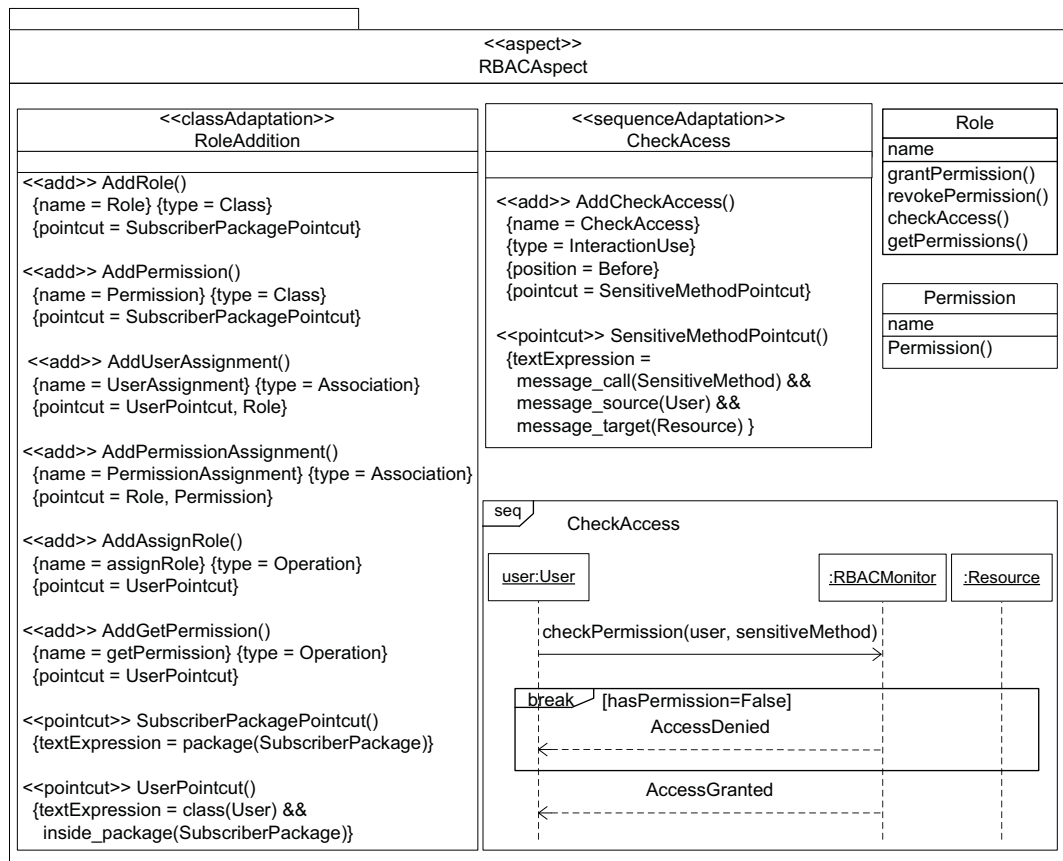 <<aspect>>
RBACAspect
<<classAdaptation>>
RoleAddition
<<add>> AddRole()
{name = Role} {type = Class}
{pointcut = SubscriberPackagePointcut}
<<add>> AddPermission()
{name = Permission} {type = Class}
{pointcut = SubscriberPackagePointcut}
<<add>> AddUserAssignment()
{name = UserAssignment} {type = Association}
{pointcut = UserPointcut, Role}
<<add>> AddPermissionAssignment()
{name = PermissionAssignment} {type = Association}
{pointcut = Role, Permission}
<<add>> AddAssignRole()
{name = assignRole} {type = Operation}
{pointcut = UserPointcut}
<<add>> AddGetPermission()
{name = getPermission} {type = Operation}
{pointcut = UserPointcut}
<<pointcut>> SubscriberPackagePointcut()
{textExpression = package(SubscriberPackage)}
<<pointcut>> UserPointcut()
{textExpression = class(User) &&
inside_package(SubscriberPackage)}
<<sequenceAdaptation>>
CheckAcess
<<add>> AddCheckAccess()
{name = CheckAccess}
{type = InteractionUse}
{position = Before}
{pointcut = SensitiveMethodPointcut}
<<pointcut>> SensitiveMethodPointcut()
{textExpression =
message_call(SensitiveMethod) &&
message_source(User) &&
message_target(Resource) }
Role
name
grantPermission()
revokePermission()
checkAccess()
getPermissions()
Permission
name
Permission()
seq
CheckAccess
user:User
:RBACMonitor
:Resource
checkPermission(user, sensitiveMethod)
break
[hasPermission=False]
AccessDenied
AccessGranted